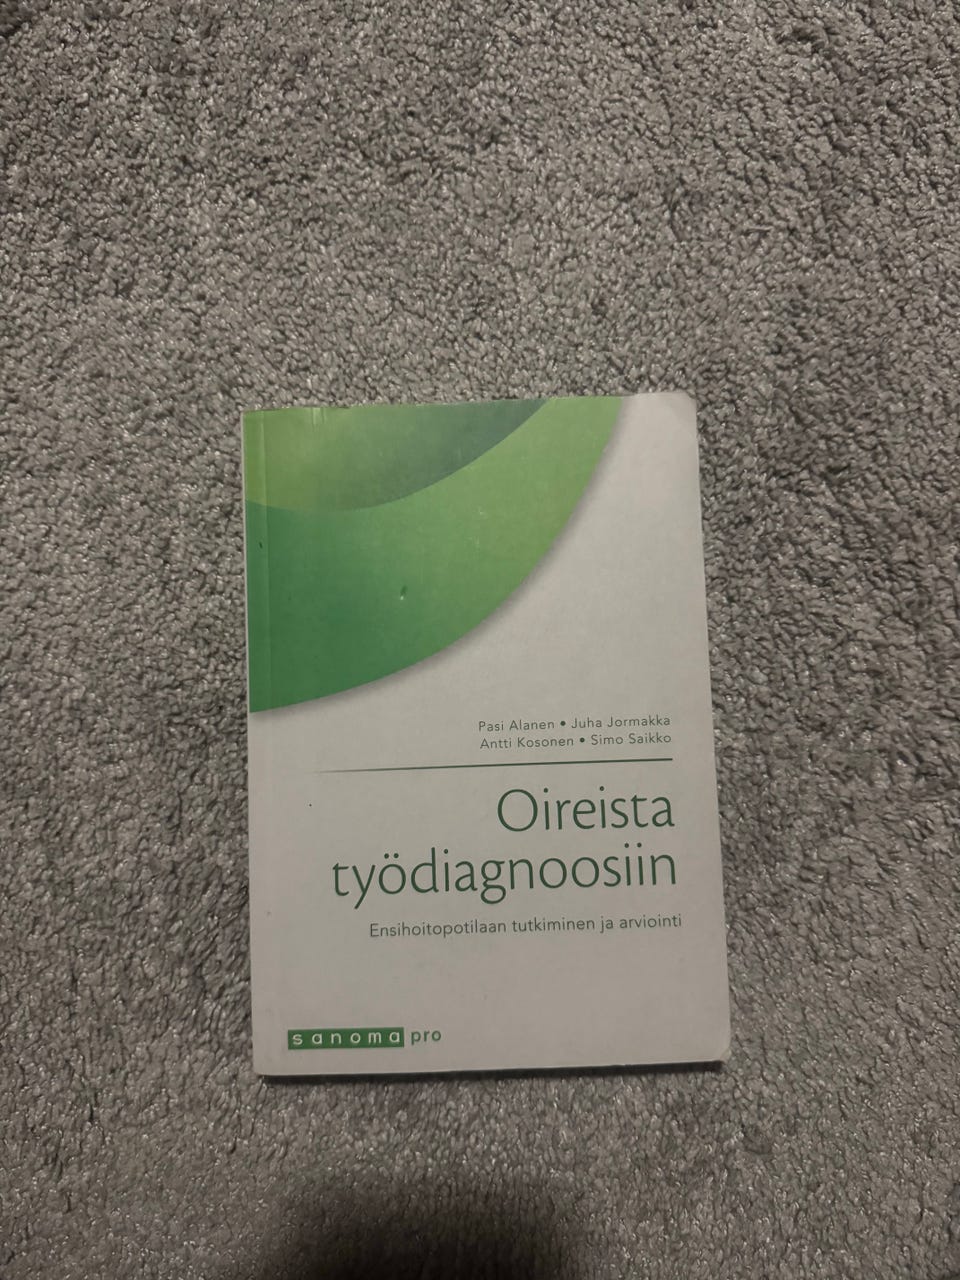 Pasi Alanen • Juha Jormakka
Antti Kosonen • Simo Saikko
Oireista
työdiagnoosiin
Ensihoitopotilaan tutkiminen ja arviointi
sanoma pro